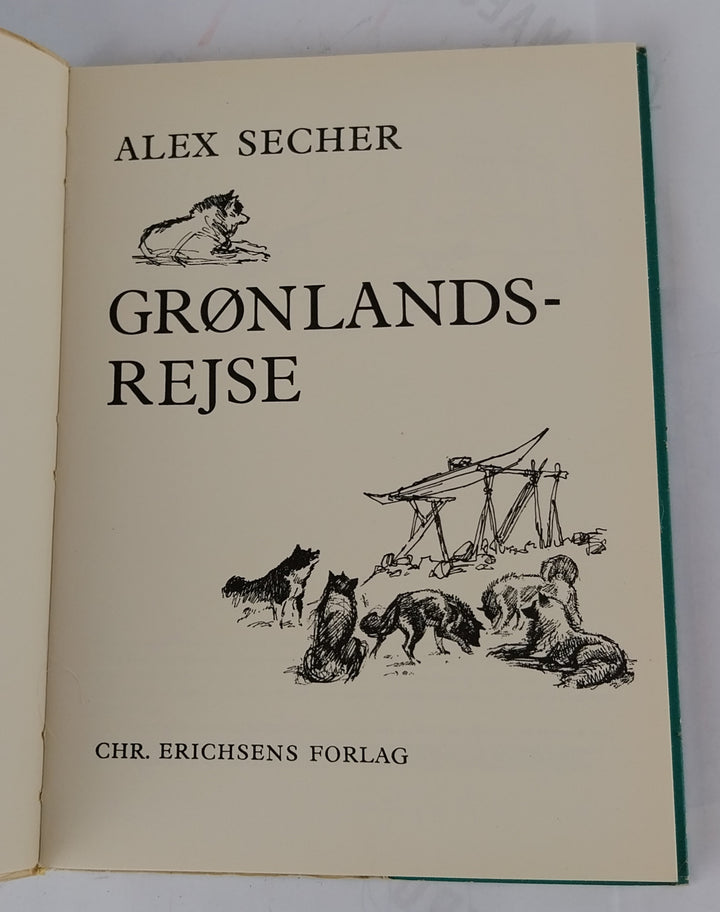 ALEX SECHER
GRØNLANDS-
REJSE
CHR. ERICHSENS FORLAG